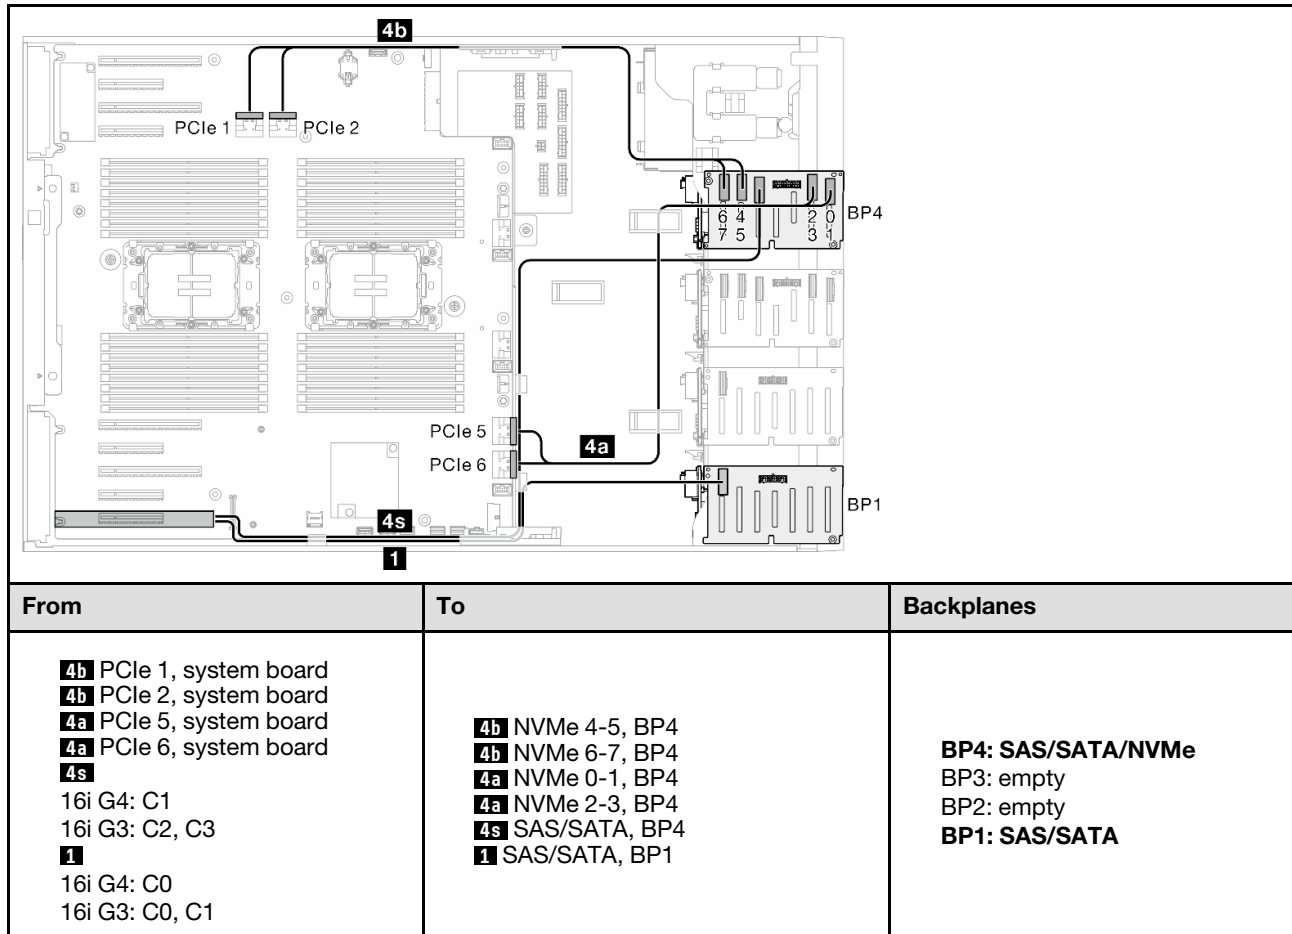 4b
PCIe 1
PCIe 2
6 4 2 0
7 5 3 1
BP4
PCIe 5
PCIe 6
4a
BP1
4s
1
From
To
Backplanes
4b PCIe 1, system board
4b PCIe 2, system board
4a PCIe 5, system board
4a PCIe 6, system board
4s
16i G4: C1
16i G3: C2, C3
1
16i G4: C0
16i G3: C0, C1
4b NVMe 4-5, BP4
4b NVMe 6-7, BP4
4a NVMe 0-1, BP4
4a NVMe 2-3, BP4
4s SAS/SATA, BP4
1 SAS/SATA, BP1
BP4: SAS/SATA/NVMe
BP3: empty
BP2: empty
BP1: SAS/SATA